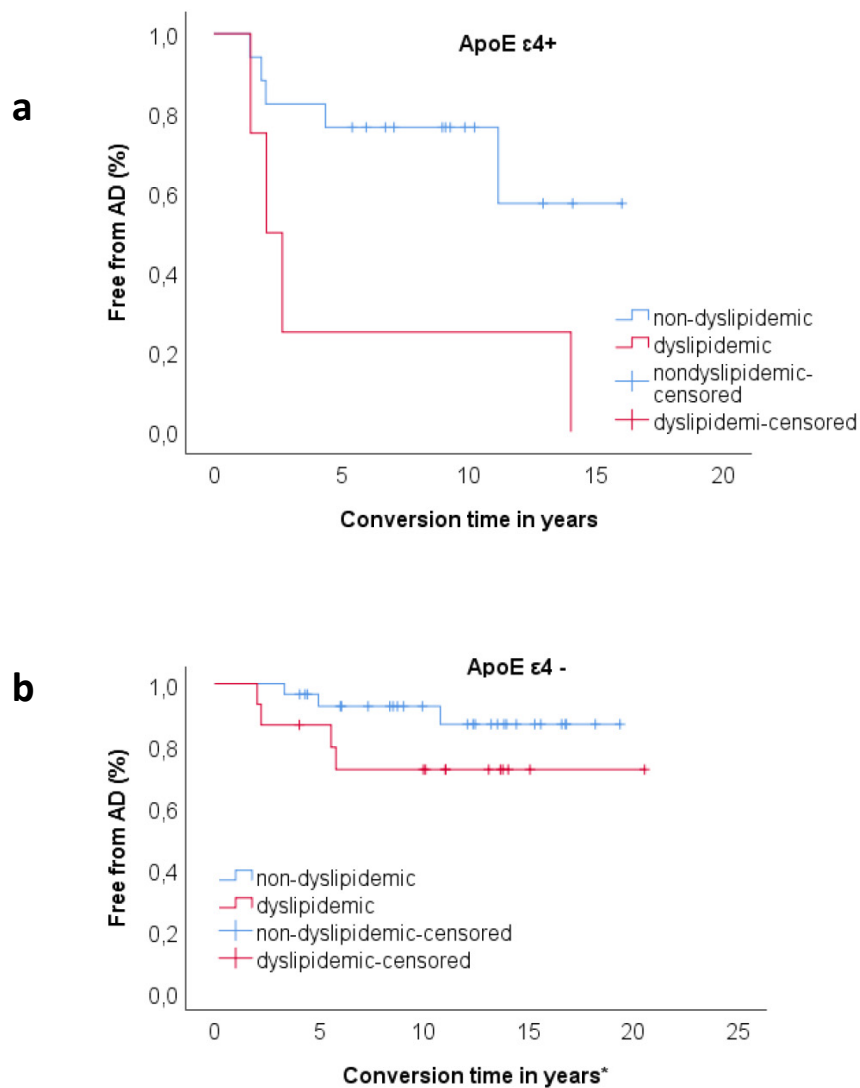 a
ApoE ε4+
1,0
0,8
0,6
0,4
0,2
0,0
Free from AD (%)
non-dyslipidemic
dyslipidemic
nondyslipidemic-
censored
dyslipidemi-censored
0 5 10 15 20
Conversion time in years
b
ApoE ε4 -
1,0
0,8
0,6
0,4
0,2
0,0
Free from AD (%)
non-dyslipidemic
dyslipidemic
non-dyslipidemic-censored
dyslipidemic-censored
0 5 10 15 20 25
Conversion time in years*